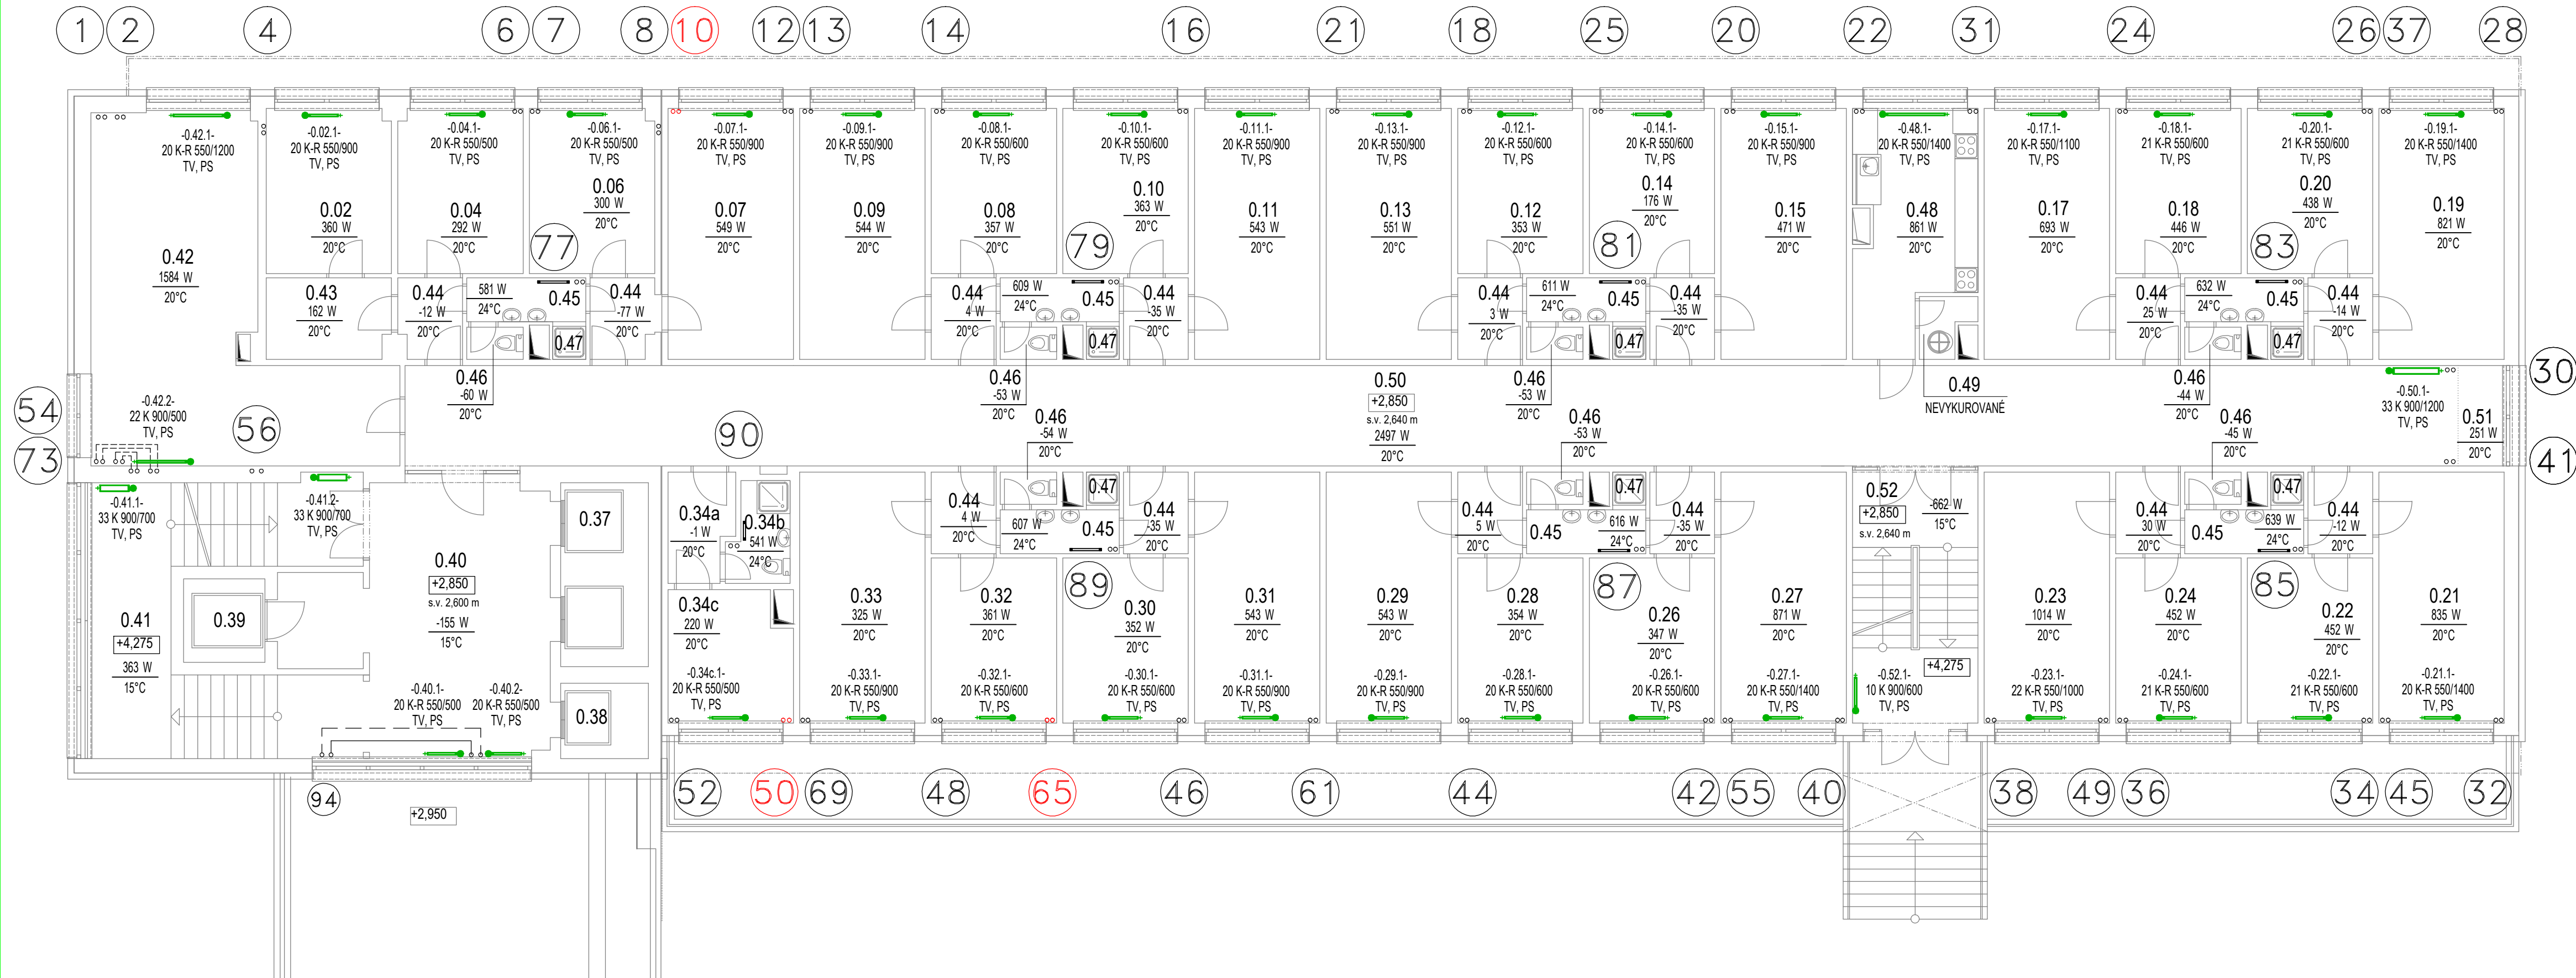 1
2
4
6
7
8
10
12
13
14
16
21
18
25
20
22
31
24
26
37
28
-0.42.1-
20 K-R 550/1200
TV, PS
-0.02.1-
20 K-R 550/900
TV, PS
-0.04.1-
20 K-R 550/500
TV, PS
-0.06.1-
20 K-R 550/500
TV, PS
-0.07.1-
20 K-R 550/900
TV, PS
-0.09.1-
20 K-R 550/900
TV, PS
-0.08.1-
20 K-R 550/600
TV, PS
-0.10.1-
20 K-R 550/600
TV, PS
-0.11.1-
20 K-R 550/900
TV, PS
-0.13.1-
20 K-R 550/900
TV, PS
-0.12.1-
20 K-R 550/600
TV, PS
-0.14.1-
20 K-R 550/600
TV, PS
-0.15.1-
20 K-R 550/900
TV, PS
-0.48.1-
20 K-R 550/1400
TV, PS
-0.17.1-
20 K-R 550/1100
TV, PS
-0.18.1-
21 K-R 550/600
TV, PS
-0.20.1-
21 K-R 550/600
TV, PS
-0.19.1-
20 K-R 550/1400
TV, PS
0.42
1584 W
20°C
0.02
360 W
20°C
0.04
292 W
20°C
0.06
300 W
20°C
77
0.07
549 W
20°C
0.09
544 W
20°C
0.08
357 W
20°C
0.10
363 W
20°C
79
0.11
543 W
20°C
0.13
551 W
20°C
0.12
353 W
20°C
0.14
176 W
20°C
81
0.15
471 W
20°C
0.48
861 W
20°C
0.17
693 W
20°C
0.18
446 W
20°C
0.20
438 W
20°C
83
0.19
821 W
20°C
0.43
162 W
20°C
0.44
-12 W
20°C
581 W
24°C
0.45
0.47
0.44
-77 W
20°C
0.44
4 W
20°C
609 W
24°C
0.45
0.47
0.44
-35 W
20°C
0.44
3 W
20°C
611 W
24°C
0.45
0.47
0.44
-35 W
20°C
0.44
25 W
20°C
632 W
24°C
0.45
0.47
0.44
-14 W
20°C
0.46
-60 W
20°C
0.46
-53 W
20°C
0.50
+2,850
s.v. 2,640 m
2497 W
20°C
0.46
-53 W
20°C
0.49
NEVYKUROVANÉ
0.46
-44 W
20°C
-0.50.1-
33 K 900/1200
TV, PS
0.51
251 W
20°C
30
41
54
73
56
-0.42.2-
22 K 900/500
TV, PS
90
0.46
-54 W
20°C
0.46
-53 W
20°C
0.46
-45 W
20°C
-0.41.1-
33 K 900/700
TV, PS
-0.41.2-
33 K 900/700
TV, PS
0.37
0.39
0.38
0.40
+2,850
s.v. 2,600 m
-155 W
15°C
0.41
+4,275
363 W
15°C
-0.40.1-
20 K-R 550/500
TV, PS
-0.40.2-
20 K-R 550/500
TV, PS
0.34a
-1 W
20°C
0.34b
541 W
24°C
0.34c
220 W
20°C
0.44
4 W
20°C
607 W
24°C
0.45
0.47
0.44
-35 W
20°C
0.44
5 W
20°C
0.45
616 W
24°C
0.47
0.44
-35 W
20°C
0.52
+2,850
s.v. 2,640 m
-662 W
15°C
0.44
30 W
20°C
0.45
639 W
24°C
0.47
0.44
-12 W
20°C
0.33
325 W
20°C
0.32
361 W
20°C
89
0.30
352 W
20°C
0.31
543 W
20°C
0.29
543 W
20°C
0.28
354 W
20°C
87
0.26
347 W
20°C
0.27
871 W
20°C
+4,275
0.23
1014 W
20°C
0.24
452 W
20°C
85
0.22
452 W
20°C
0.21
835 W
20°C
-0.34c.1-
20 K-R 550/500
TV, PS
-0.33.1-
20 K-R 550/900
TV, PS
-0.32.1-
20 K-R 550/600
TV, PS
-0.30.1-
20 K-R 550/600
TV, PS
-0.31.1-
20 K-R 550/900
TV, PS
-0.29.1-
20 K-R 550/900
TV, PS
-0.28.1-
20 K-R 550/600
TV, PS
-0.26.1-
20 K-R 550/600
TV, PS
-0.27.1-
20 K-R 550/1400
TV, PS
-0.52.1-
10 K 900/600
TV, PS
-0.23.1-
22 K-R 550/1000
TV, PS
-0.24.1-
21 K-R 550/600
TV, PS
-0.22.1-
21 K-R 550/600
TV, PS
-0.21.1-
20 K-R 550/1400
TV, PS
94
+2,950
52
50
69
48
65
46
61
44
42
55
40
38
49
36
34
45
32